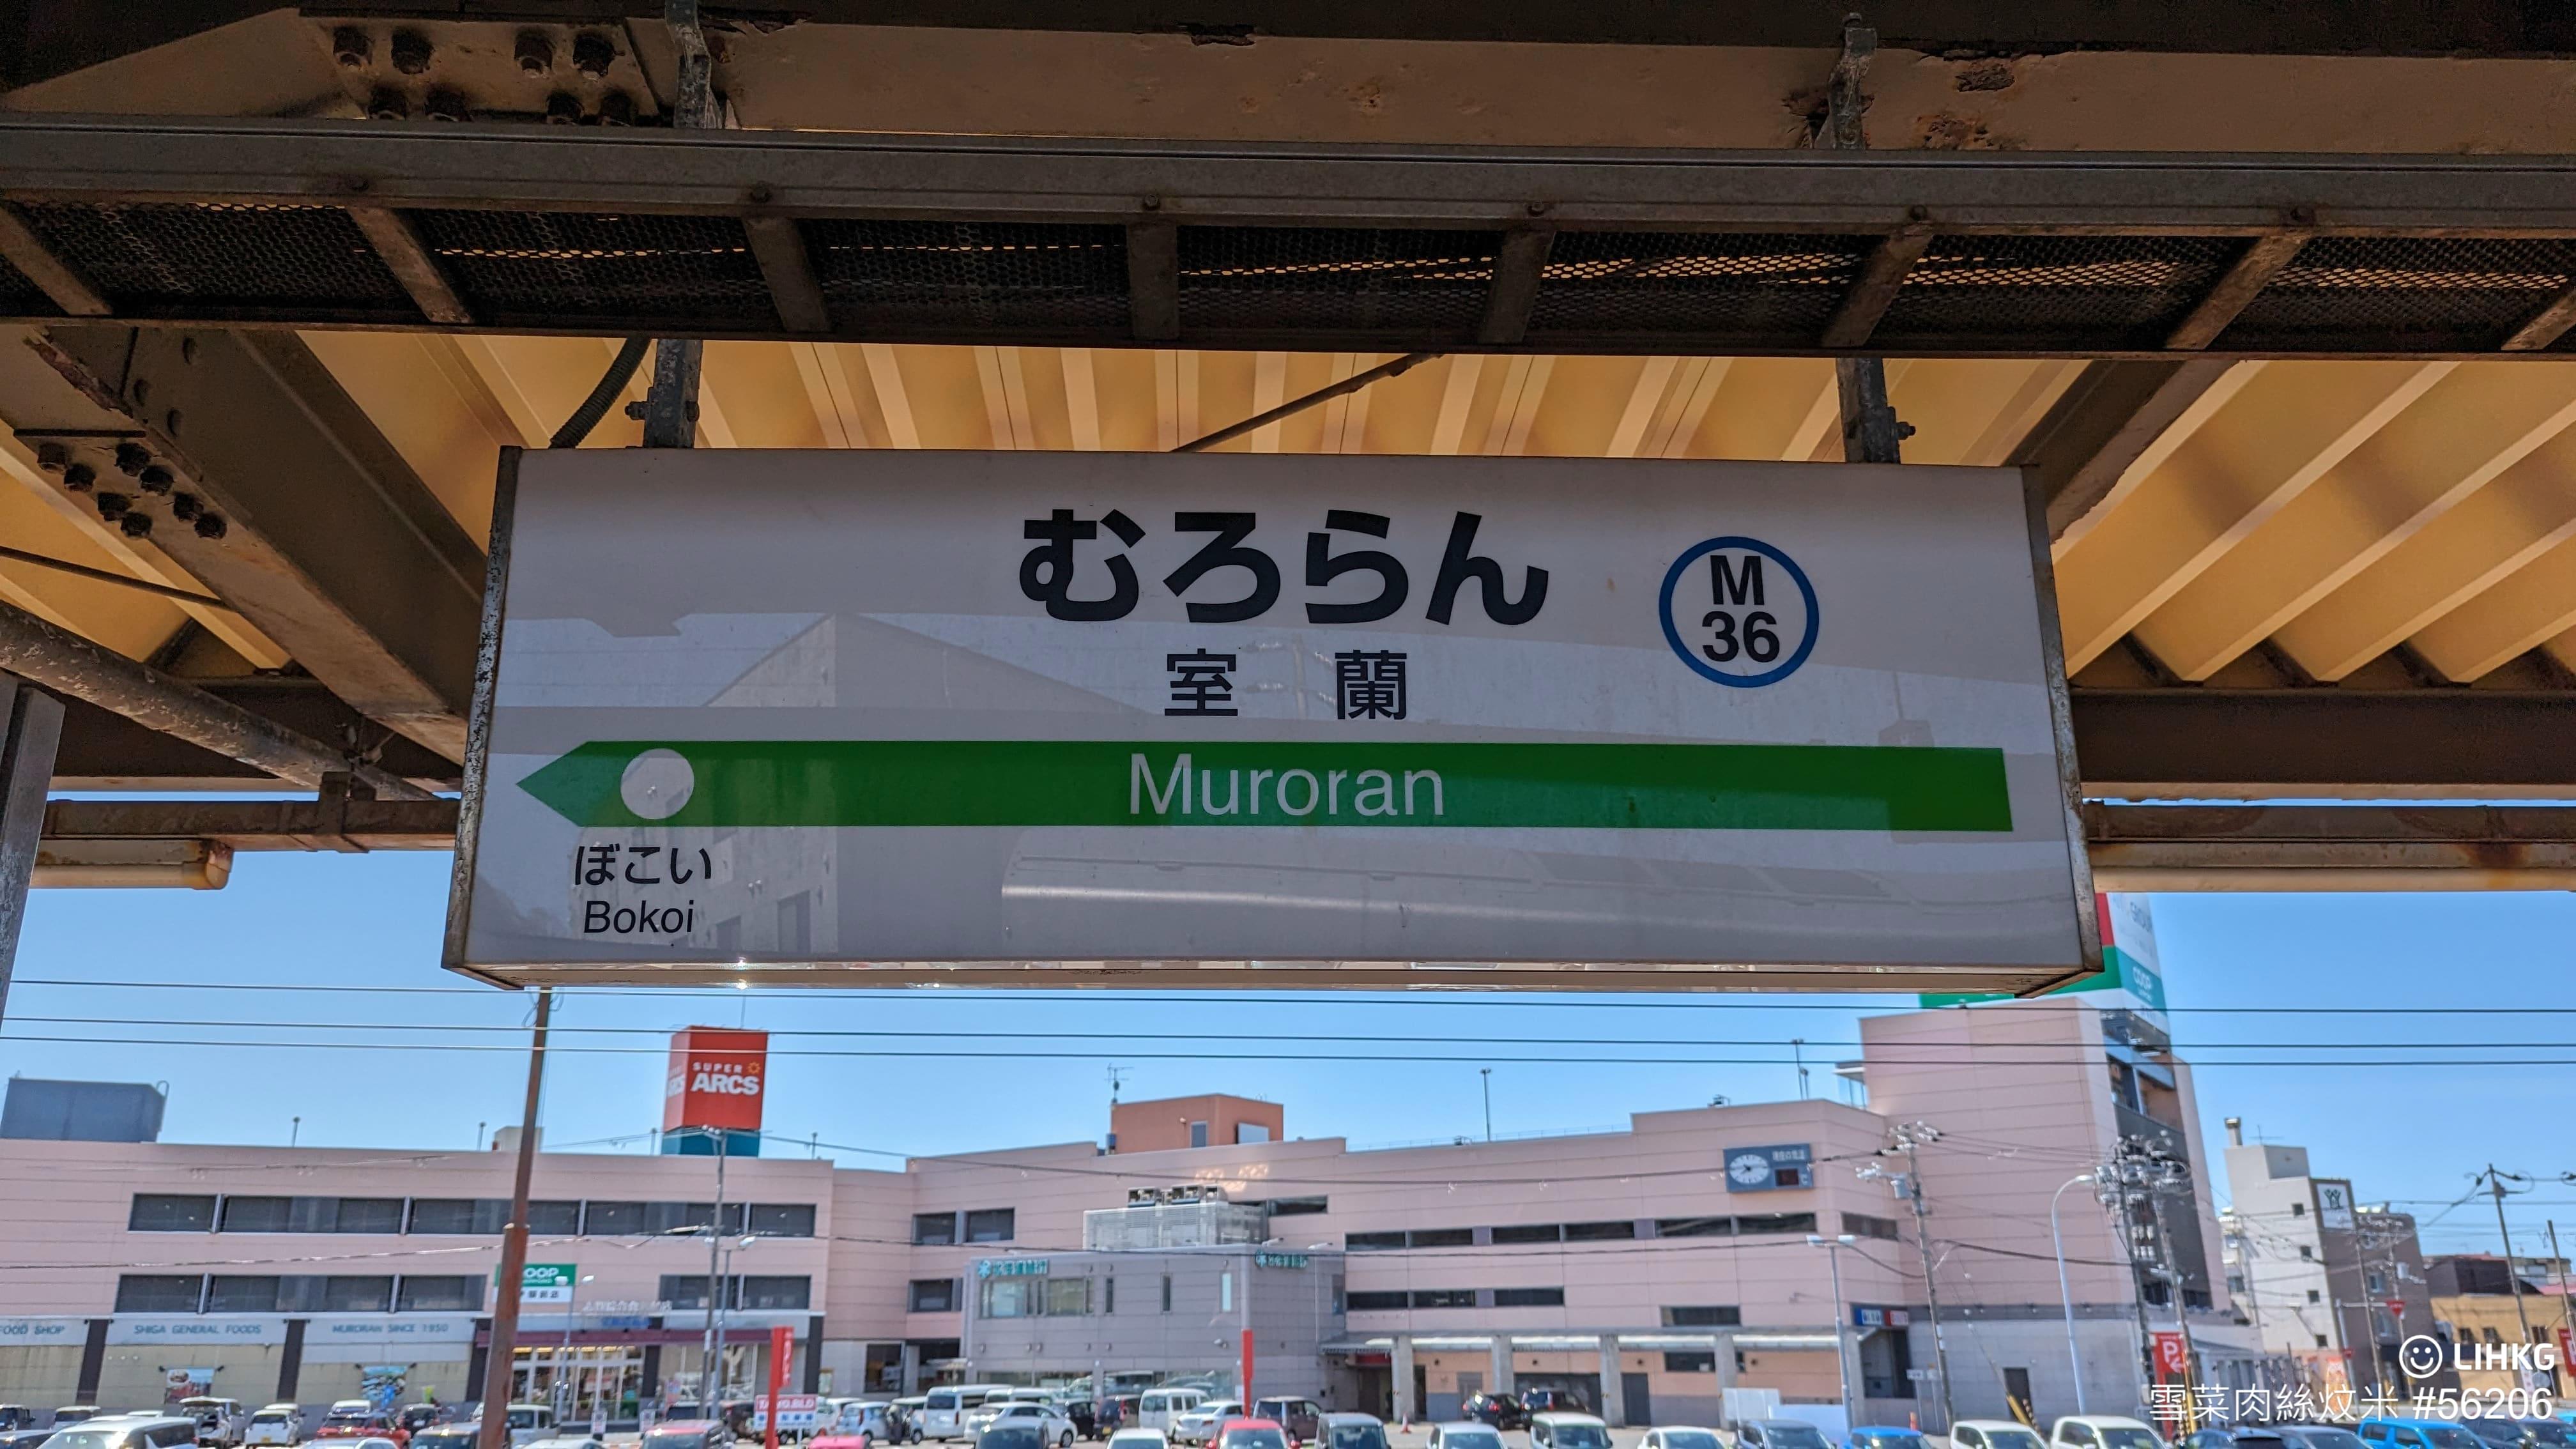 むろらん
M
36
室蘭
Muroran
ぼこい
Bokoi
SUPER
ARCS
COOP
FOOD SHOP
SHIGA GENERAL FOODS
MURORAN SINCE 1950
LIHKG
雪菜肉絲炆米 #56206